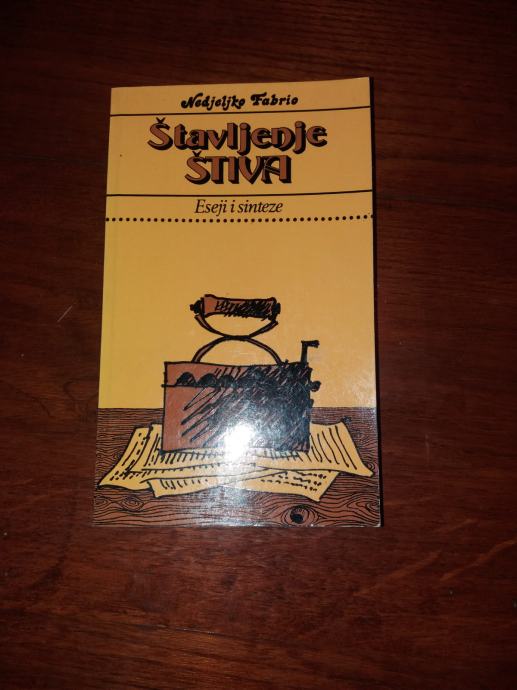 Nedjeljko Fabrio
Štavljenje
ŠTIVA
Eseji i sinteze